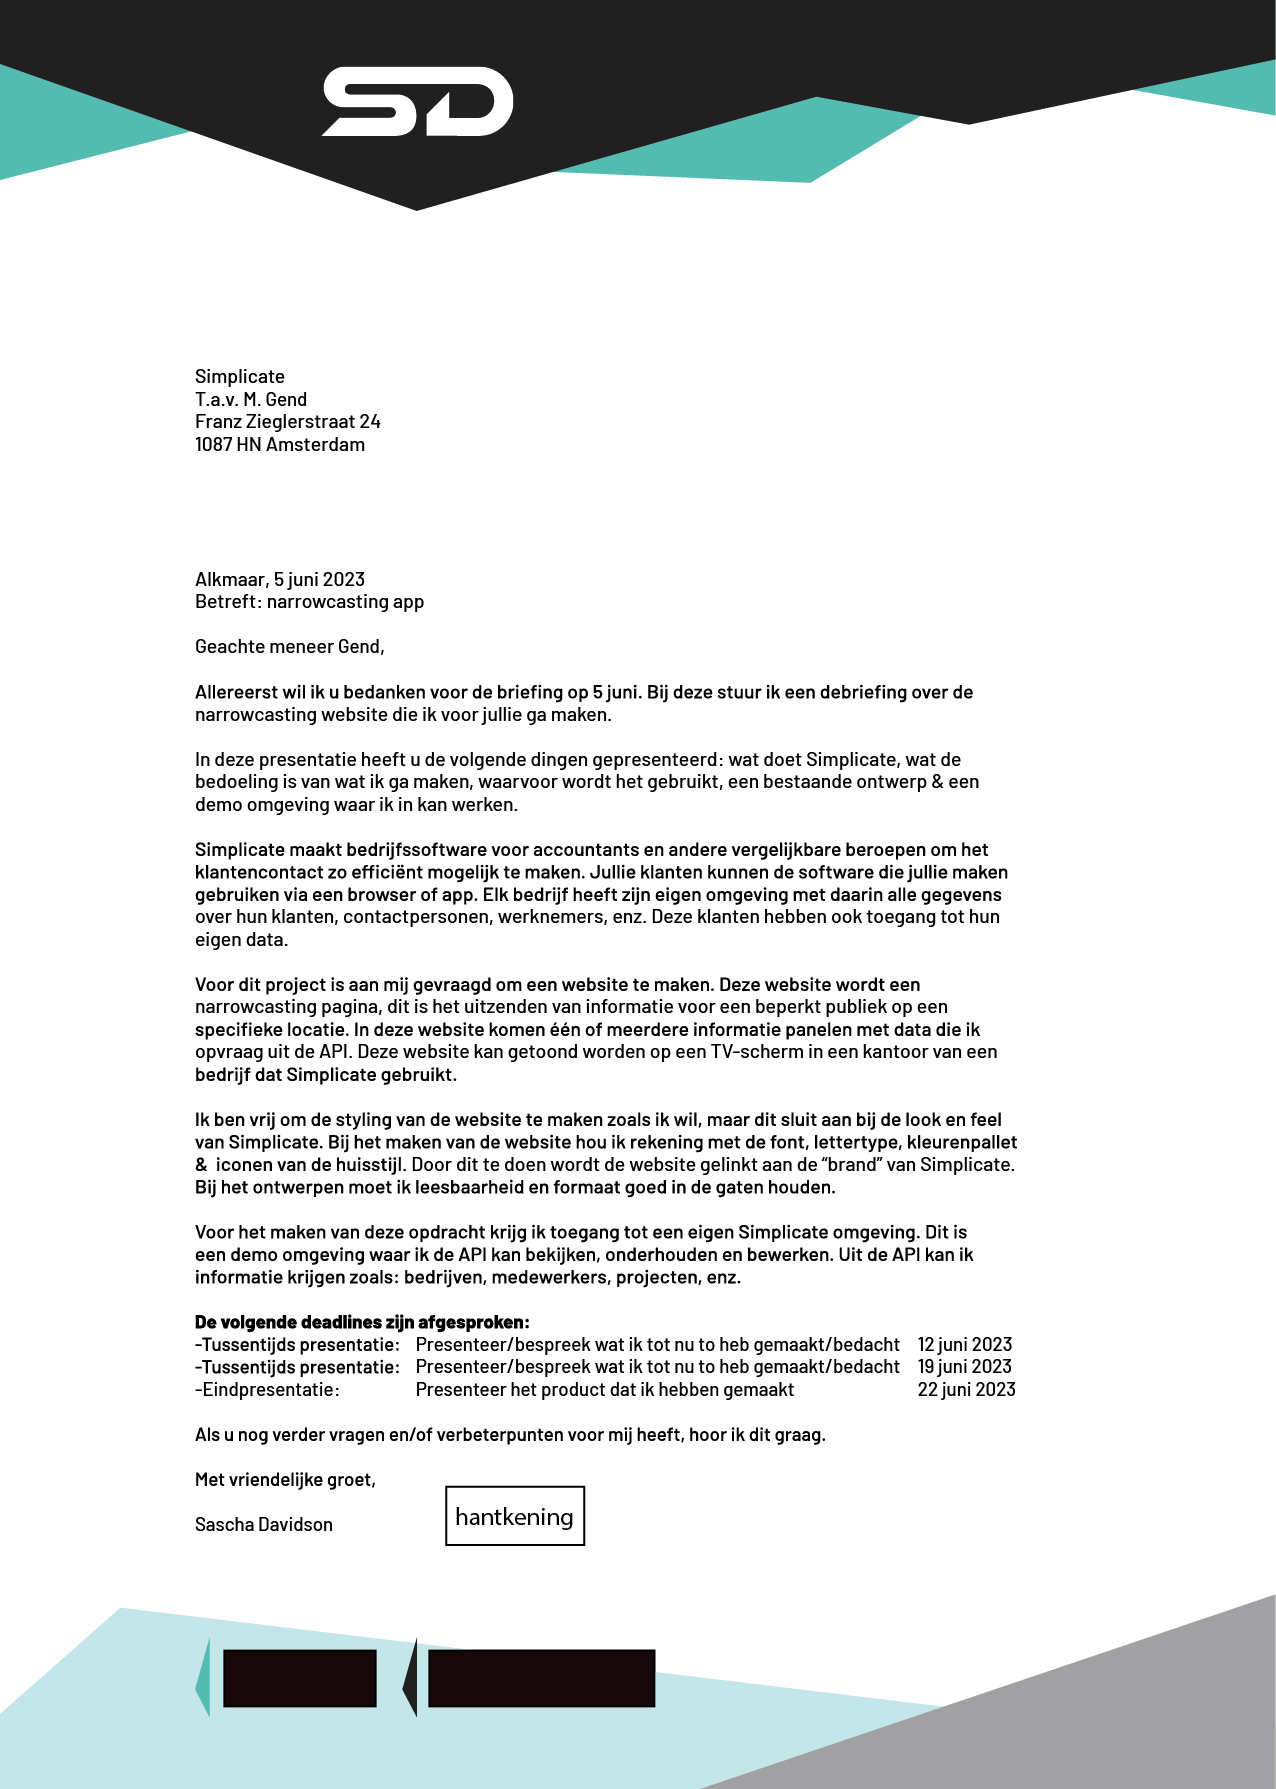 SD
Simplicate
T.a.v. M. Gend
Franz Zieglerstraat 24
1087 HN Amsterdam
Alkmaar, 5 juni 2023
Betreft: narrowcasting app
Geachte meneer Gend,
Allereerst wil ik u bedanken voor de briefing op 5 juni. Bij deze stuur ik een debriefing over de
narrowcasting website die ik voor jullie ga maken.
In deze presentatie heeft u de volgende dingen gepresenteerd: wat doet Simplicate, wat de
bedoeling is van wat ik ga maken, waarvoor wordt het gebruikt, een bestaande ontwerp & een
demo omgeving waar ik in kan werken.
Simplicate maakt bedrijfssoftware voor accountants en andere vergelijkbare beroepen om het
klantencontact zo efficiënt mogelijk te maken. Jullie klanten kunnen de software die jullie maken
gebruiken via een browser of app. Elk bedrijf heeft zijn eigen omgeving met daarin alle gegevens
over hun klanten, contactpersonen, werknemers, enz. Deze klanten hebben ook toegang tot hun
eigen data.
Voor dit project is aan mij gevraagd om een website te maken. Deze website wordt een
narrowcasting pagina, dit is het uitzenden van informatie voor een beperkt publiek op een
specifieke locatie. In deze website komen één of meerdere informatie panelen met data die ik
opvraag uit de API. Deze website kan getoond worden op een TV-scherm in een kantoor van een
bedrijf dat Simplicate gebruikt.
Ik ben vrij om de styling van de website te maken zoals ik wil, maar dit sluit aan bij de look en feel
van Simplicate. Bij het maken van de website hou ik rekening met de font, lettertype, kleurenpallet
&  iconen van de huisstijl. Door dit te doen wordt de website gelinkt aan de “brand” van Simplicate.
Bij het ontwerpen moet ik leesbaarheid en formaat goed in de gaten houden.
Voor het maken van deze opdracht krijg ik toegang tot een eigen Simplicate omgeving. Dit is
een demo omgeving waar ik de API kan bekijken, onderhouden en bewerken. Uit de API kan ik
informatie krijgen zoals: bedrijven, medewerkers, projecten, enz.
De volgende deadlines zijn afgesproken:
-Tussentijds presentatie: Presenteer/bespreek wat ik tot nu to heb gemaakt/bedacht 12 juni 2023
-Tussentijds presentatie: Presenteer/bespreek wat ik tot nu to heb gemaakt/bedacht 19 juni 2023
-Eindpresentatie: Presenteer het product dat ik hebben gemaakt 22 juni 2023
Als u nog verder vragen en/of verbeterpunten voor mij heeft, hoor ik dit graag.
Met vriendelijke groet,
hantkening
Sascha Davidson